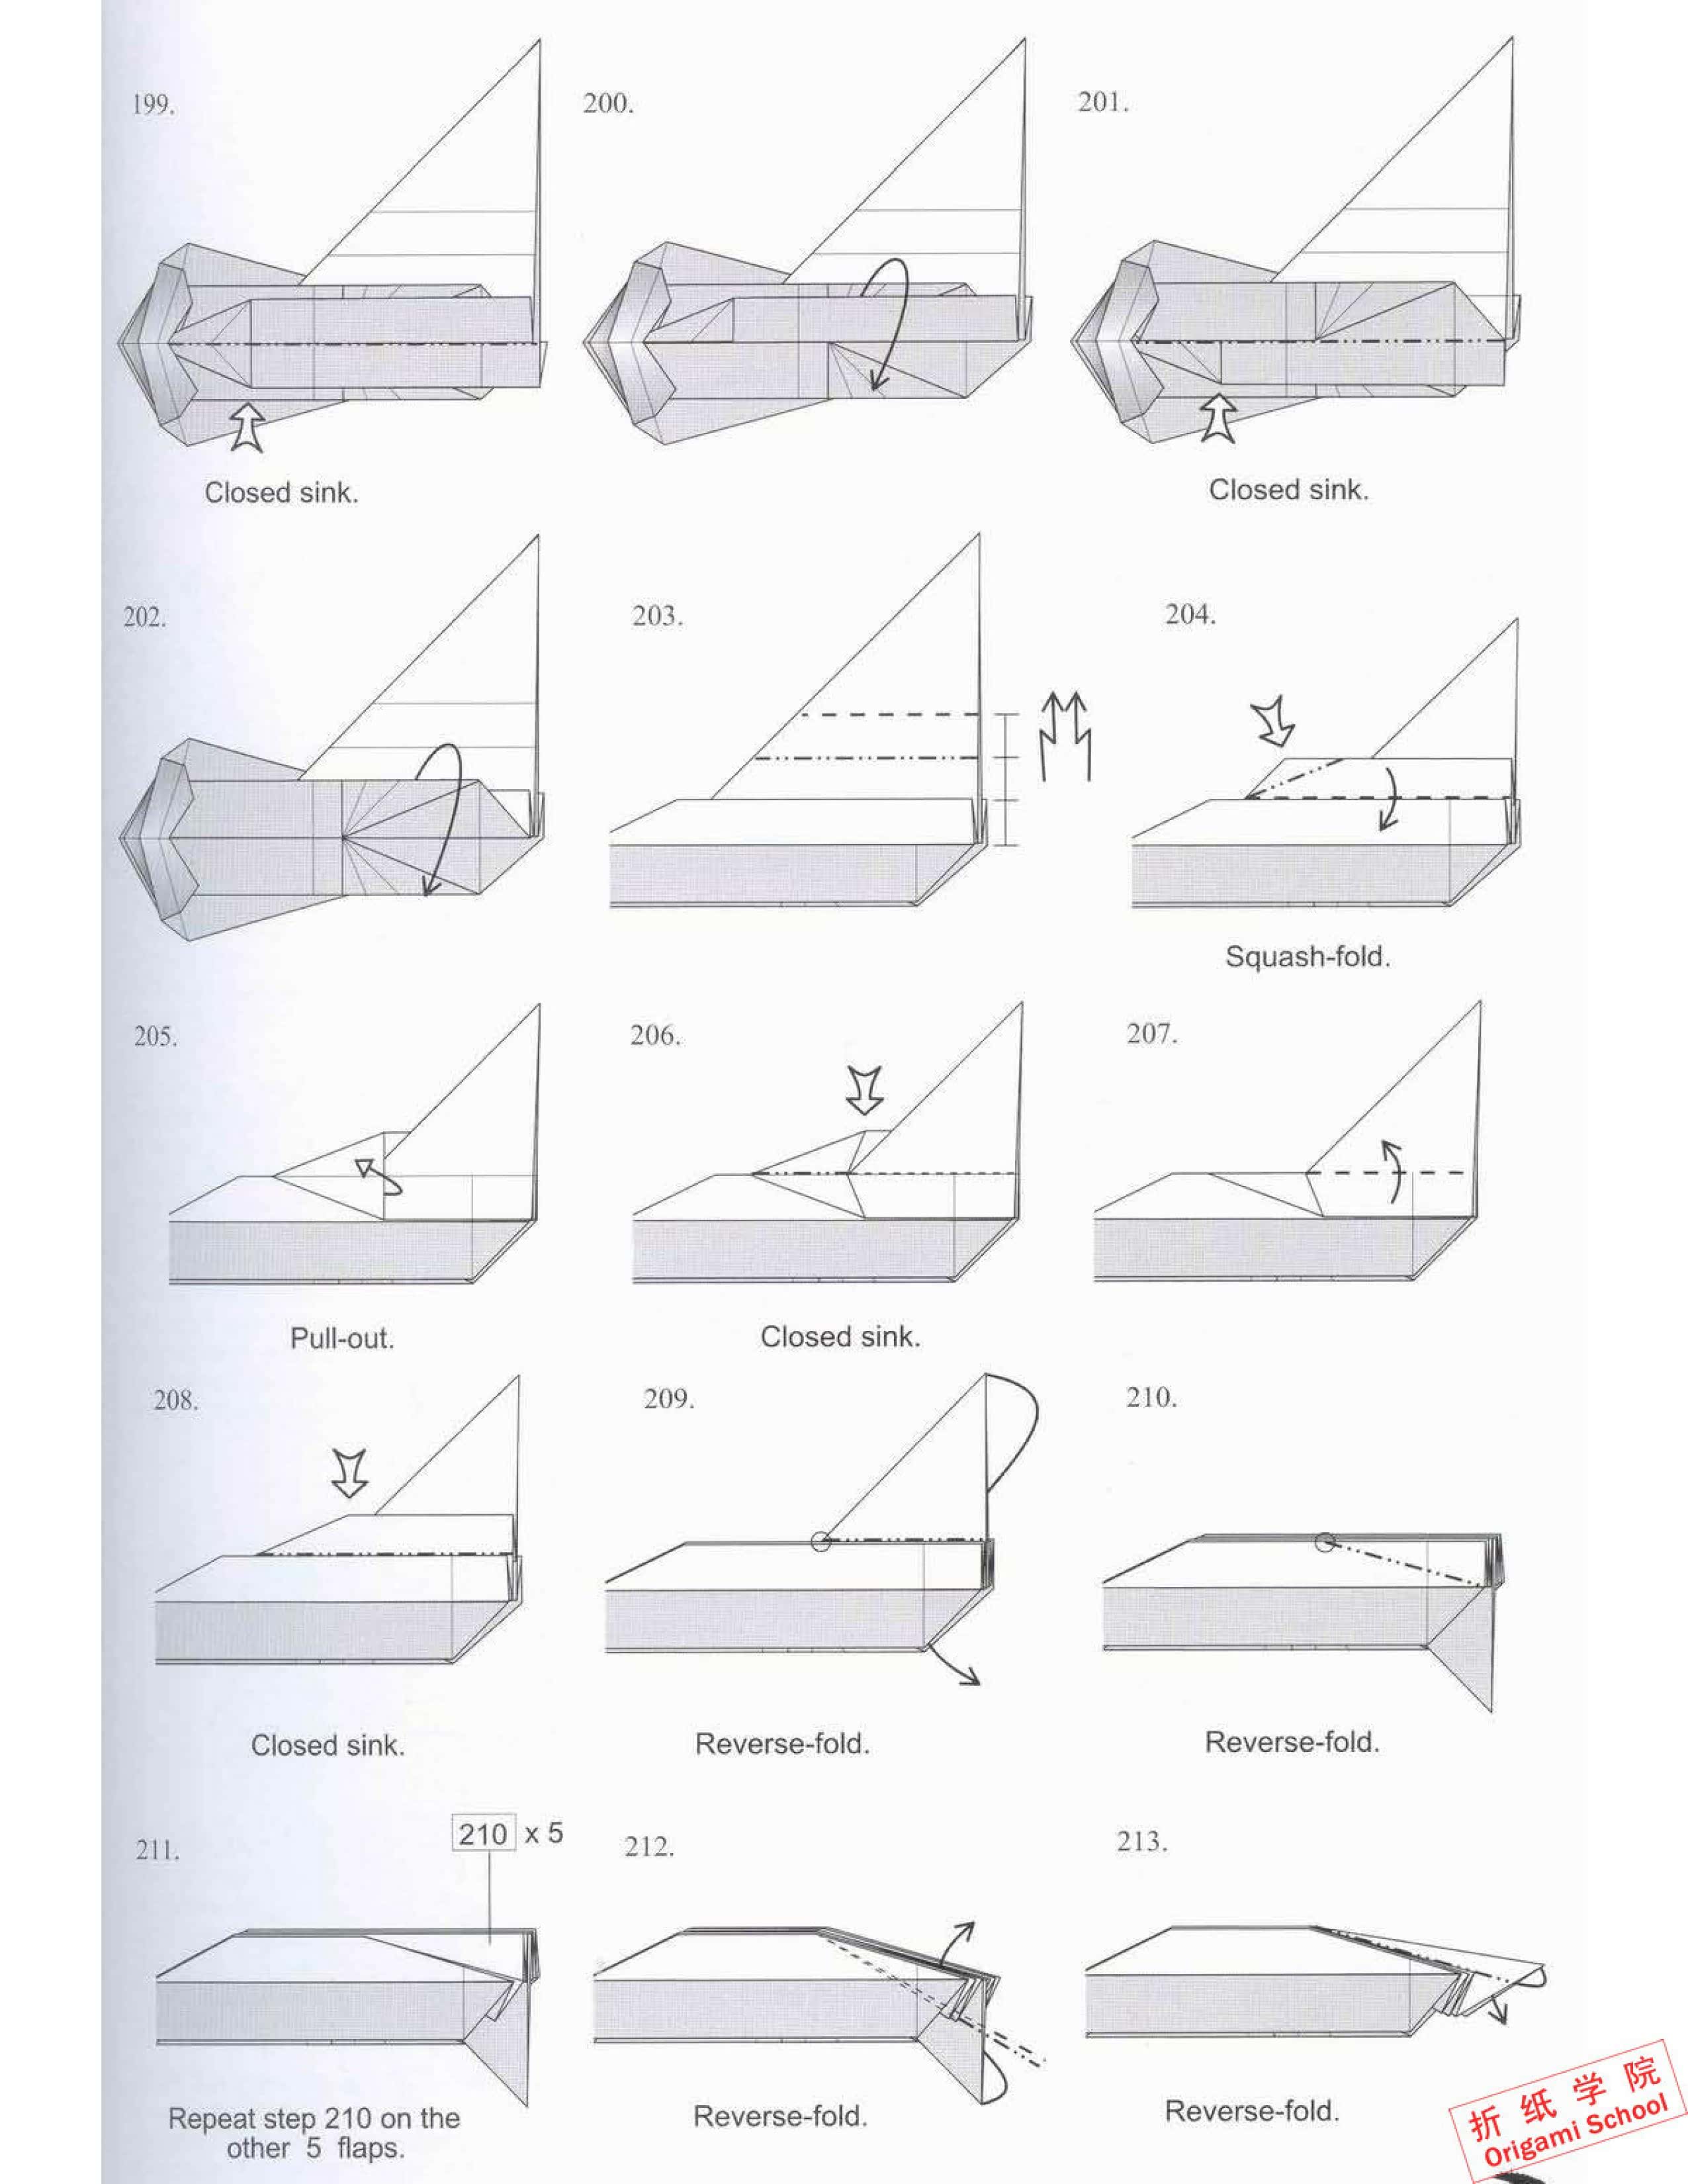 199.
200.
201.
Closed sink.
Closed sink.
202.
203.
204.
Squash-fold.
205.
206.
207.
Pull-out.
Closed sink.
208.
209.
210.
Closed sink.
Reverse-fold.
Reverse-fold.
211.
210 x 5
212.
213.
Repeat step 210 on the
other 5 flaps.
Reverse-fold.
Reverse-fold.
折纸学院
Origami School